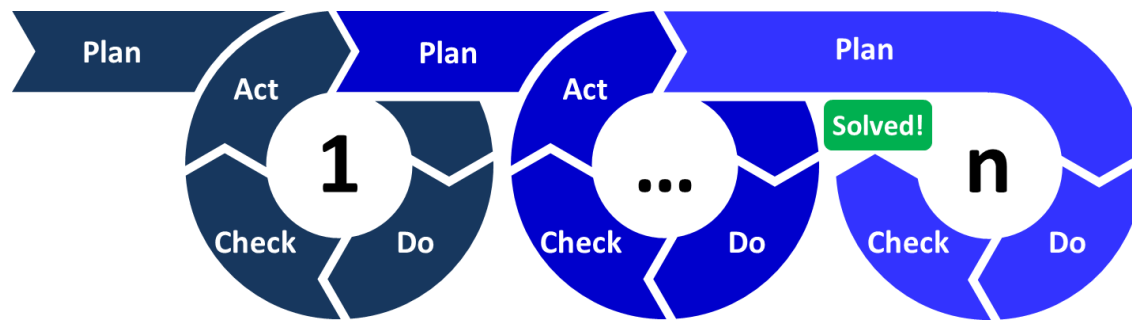 Plan
Plan
Plan
Act
Act
Solved!
1
...
n
Check
Do
Check
Do
Check
Do